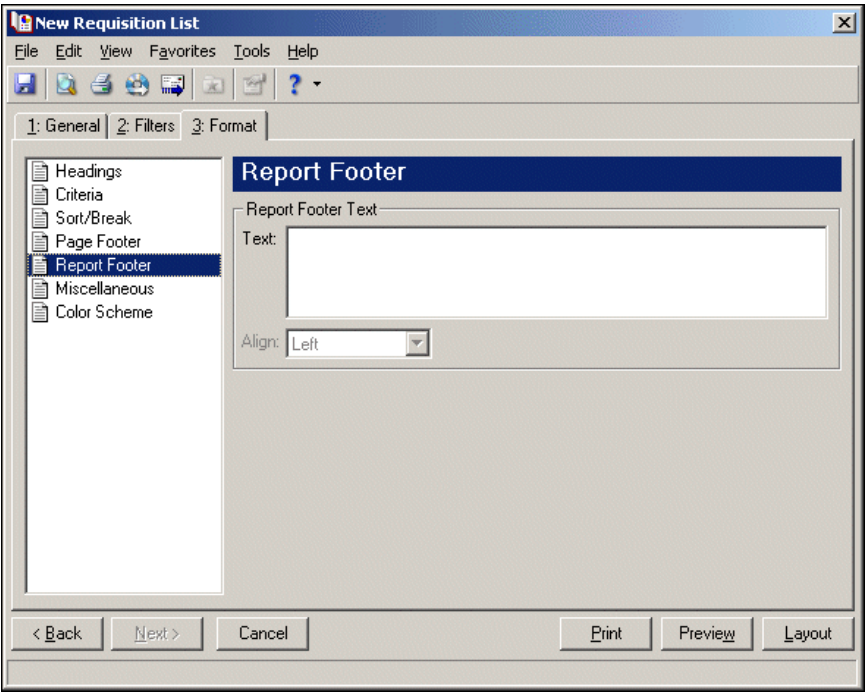 New Requisition List
File Edit View Favorites Tools Help
1: General 2: Filters 3: Format
Headings
Criteria
Sort/Break
Page Footer
Report Footer
Miscellaneous
Color Scheme
Report Footer
Report Footer Text
Text:
Align: Left
< Back Next > Cancel Print Preview Layout